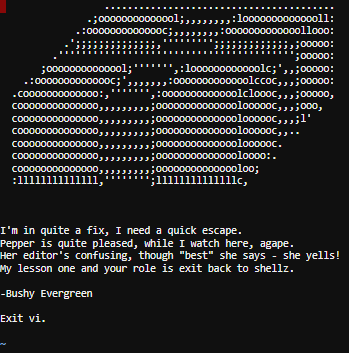 I'm in quite a fix, I need a quick escape.
Pepper is quite pleased, while I watch here, agape.
Her editor's confusing, though "best" she says - she yells!
My lesson one and your role is exit back to shellz.
-Bushy Evergreen
Exit vi.
~